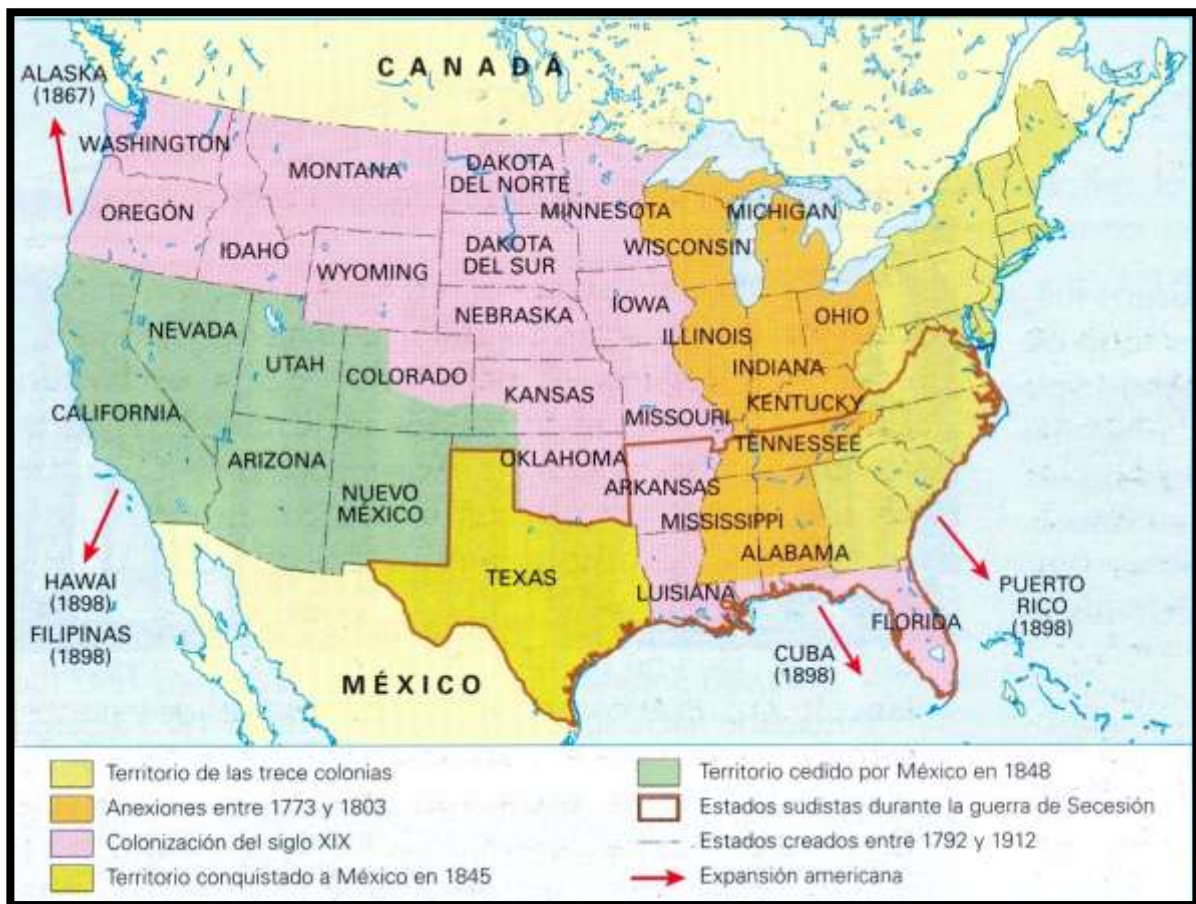 CANADÁ
ALASKA
(1867)
WASHINGTON
MONTANA
DAKOTA
DEL NORTE
MINNESOTA
MICHIGAN
OREGÓN
IDAHO
WYOMING
DAKOTA
DEL SUR
WISCONSIN
NEBRASKA
IOWA
ILLINOIS
OHIO
INDIANA
NEVADA
UTAH
COLORADO
KANSAS
MISSOURI
KENTUCKY
CALIFORNIA
ARIZONA
NUEVO
MÉXICO
OKLAHOMA
TENNESSEE
ARKANSAS
MISSISSIPPI
ALABAMA
TEXAS
LUISIANA
FLORIDA
HAWAI
(1898)
FILIPINAS
(1898)
MÉXICO
CUBA
(1898)
PUERTO
RICO
(1898)
Territorio de las trece colonias
Anexiones entre 1773 y 1803
Colonización del siglo XIX
Territorio conquistado a México en 1845
Territorio cedido por México en 1848
Estados sudistas durante la guerra de Secesión
Estados creados entre 1792 y 1912
Expansión americana